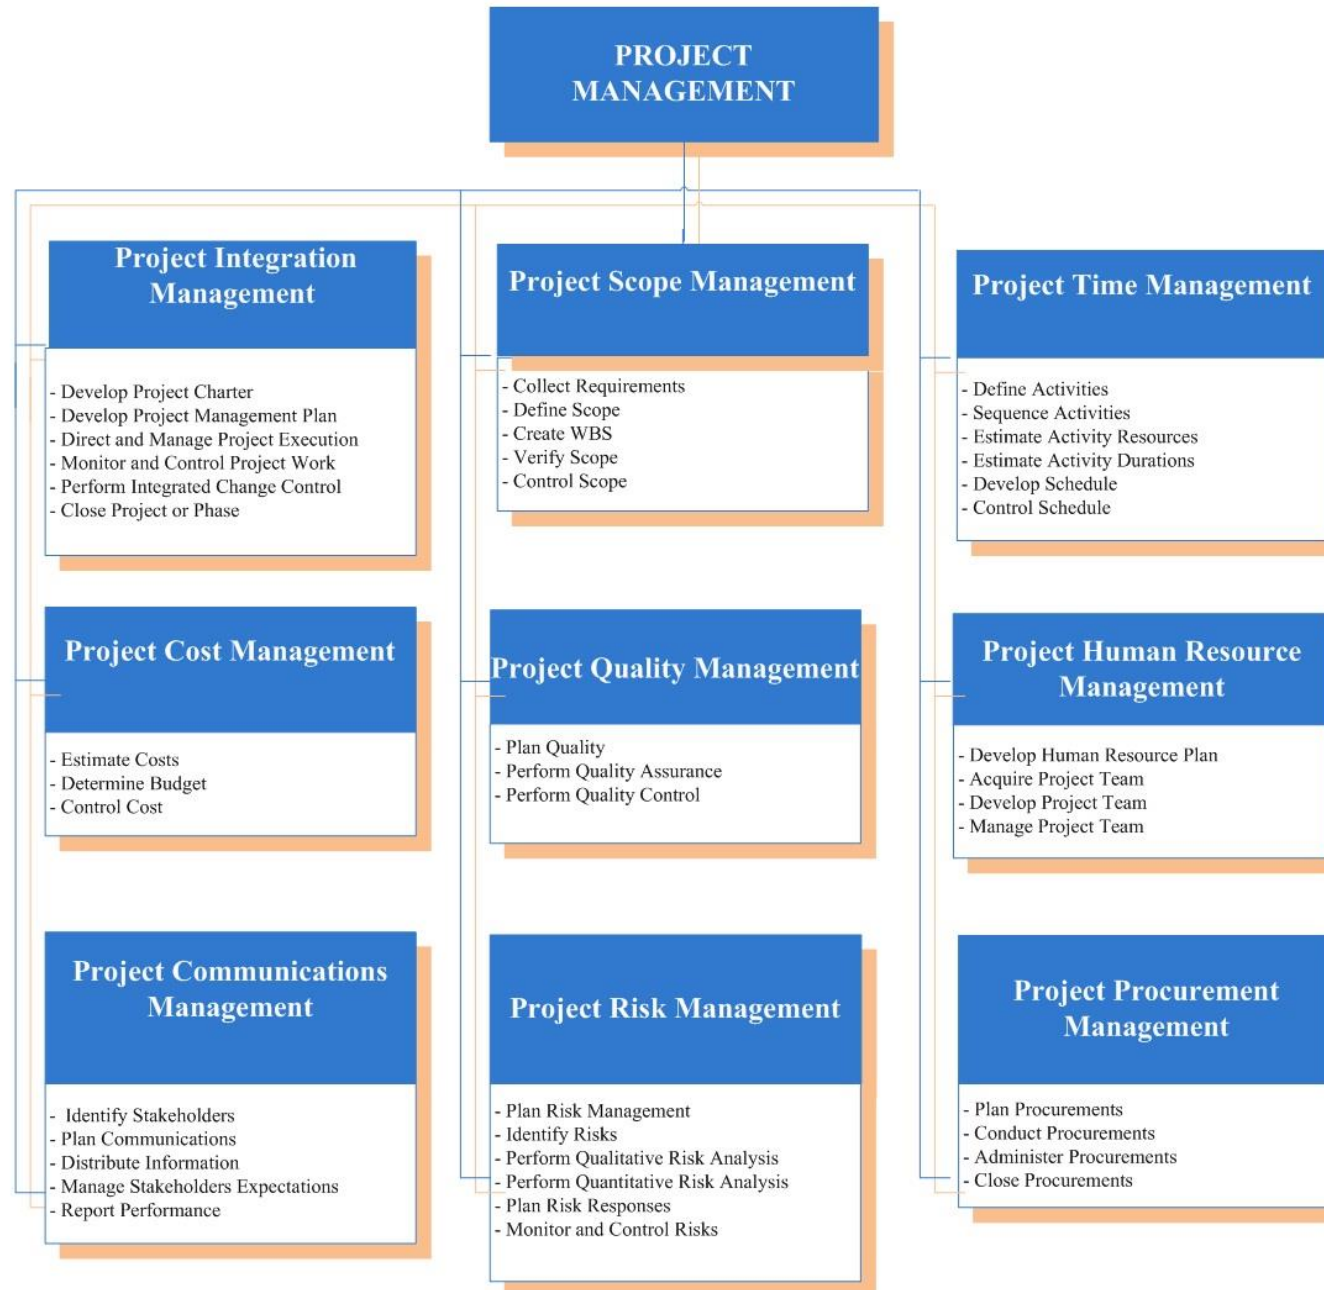 PROJECT
MANAGEMENT
Project Integration
Management
- Develop Project Charter
- Develop Project Management Plan
- Direct and Manage Project Execution
- Monitor and Control Project Work
- Perform Integrated Change Control
- Close Project or Phase
Project Scope Management
- Collect Requirements
- Define Scope
- Create WBS
- Verify Scope
- Control Scope
Project Time Management
- Define Activities
- Sequence Activities
- Estimate Activity Resources
- Estimate Activity Durations
- Develop Schedule
- Control Schedule
Project Cost Management
- Estimate Costs
- Determine Budget
- Control Cost
Project Quality Management
- Plan Quality
- Perform Quality Assurance
- Perform Quality Control
Project Human Resource
Management
- Develop Human Resource Plan
- Acquire Project Team
- Develop Project Team
- Manage Project Team
Project Communications
Management
- Identify Stakeholders
- Plan Communications
- Distribute Information
- Manage Stakeholders Expectations
- Report Performance
Project Risk Management
- Plan Risk Management
- Identify Risks
- Perform Qualitative Risk Analysis
- Perform Quantitative Risk Analysis
- Plan Risk Responses
- Monitor and Control Risks
Project Procurement
Management
- Plan Procurements
- Conduct Procurements
- Administer Procurements
- Close Procurements